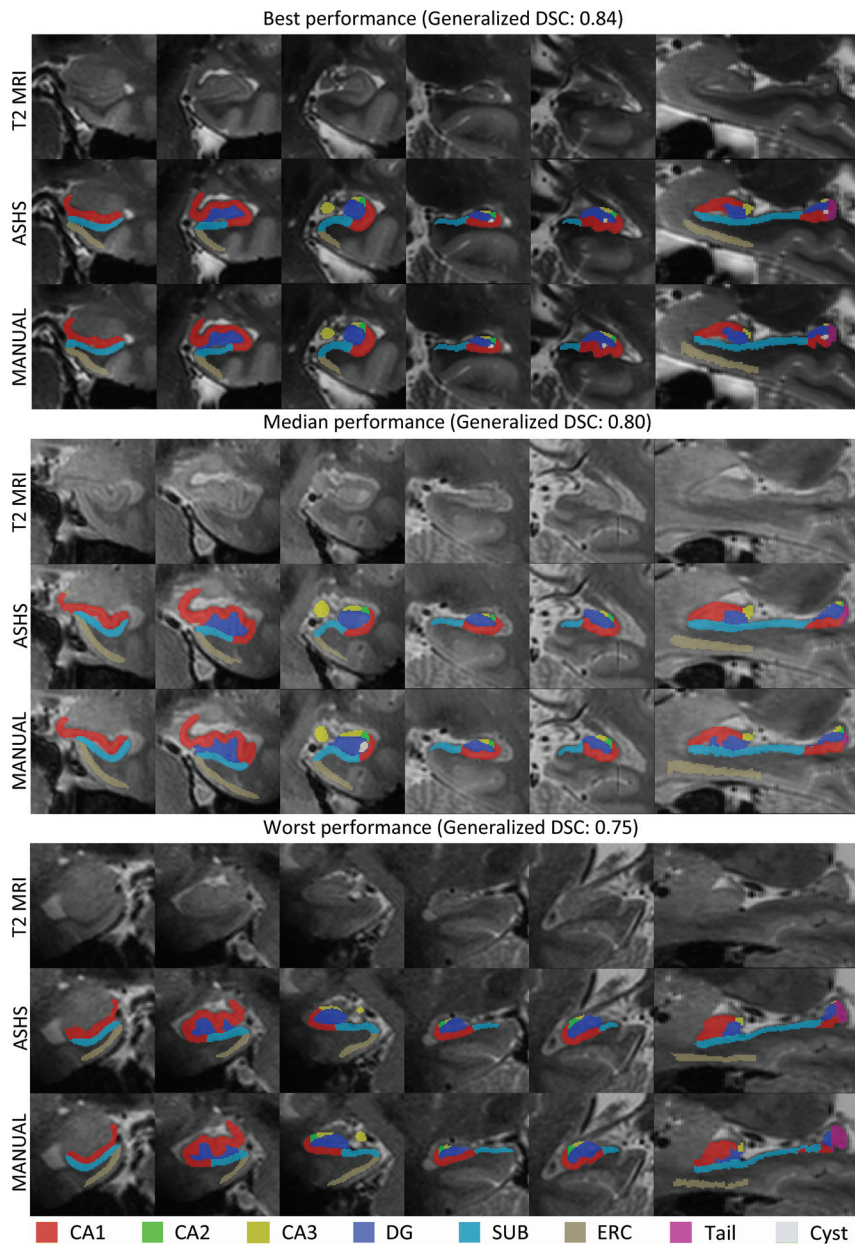 Best performance (Generalized DSC: 0.84)
T2 MRI
ASHS
MANUAL
Median performance (Generalized DSC: 0.80)
T2 MRI
ASHS
MANUAL
Worst performance (Generalized DSC: 0.75)
T2 MRI
ASHS
MANUAL
CA1 CA2 CA3 DG SUB ERC Tail Cyst